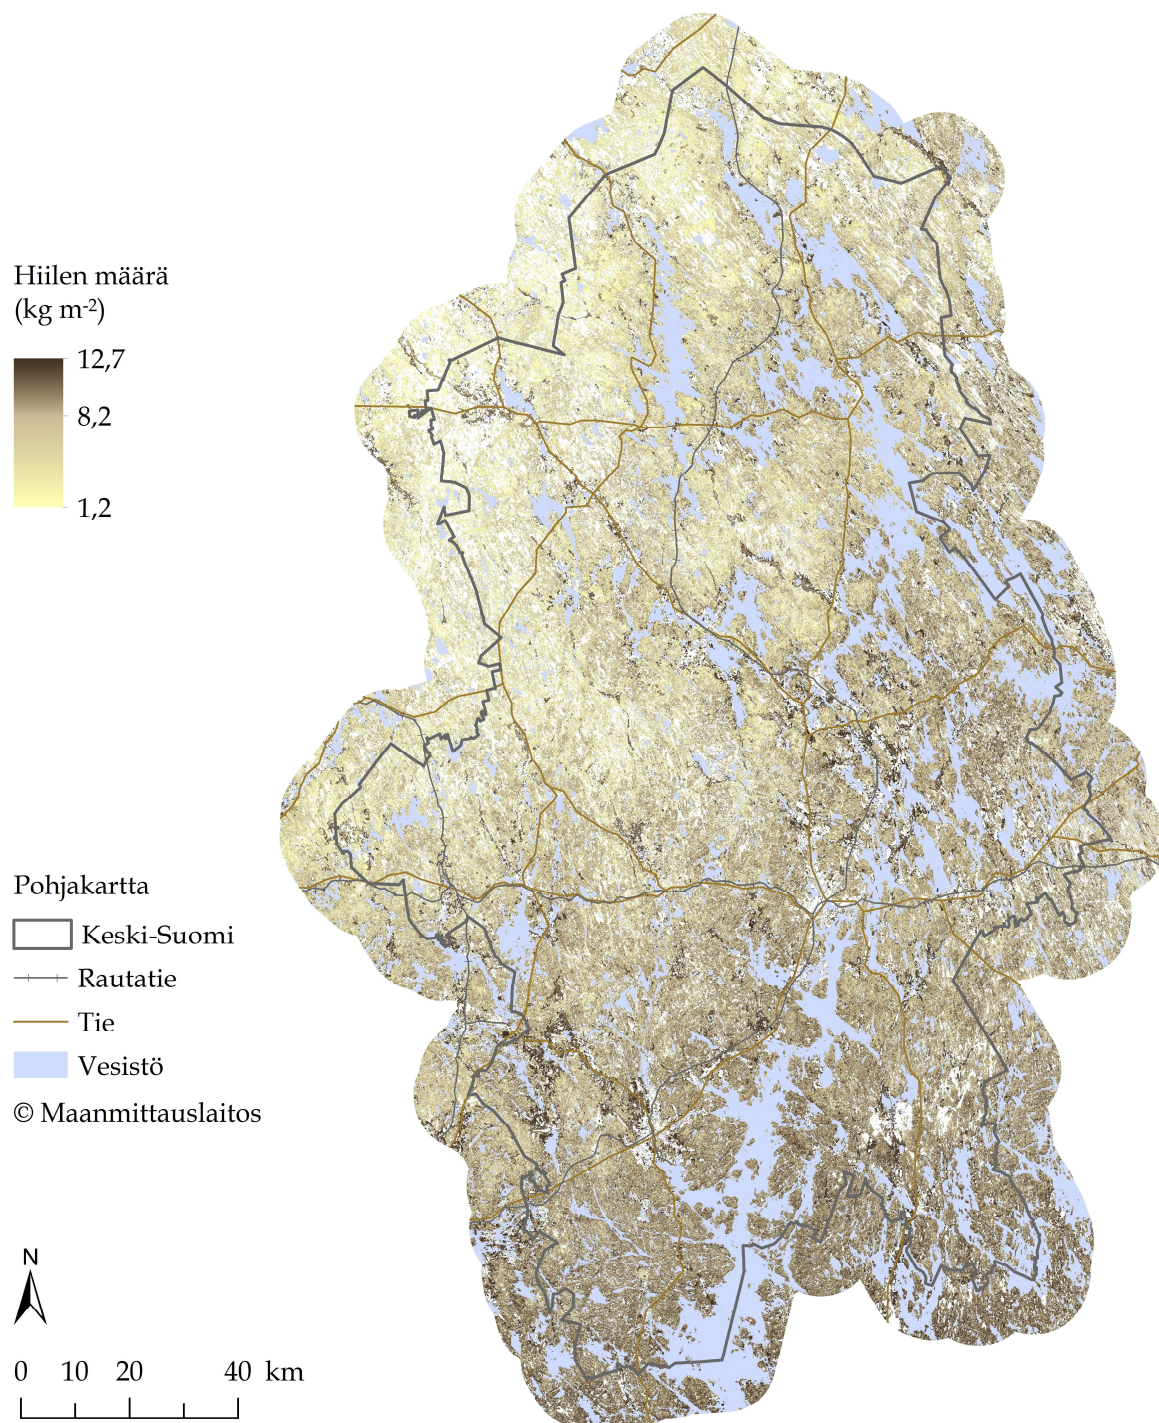 Hiilen määrä
(kg m-2)
12,7
8,2
1,2
Pohjakartta
Keski-Suomi
Rautatie
Tie
Vesistö
© Maanmittauslaitos
N
0 10 20 40 km